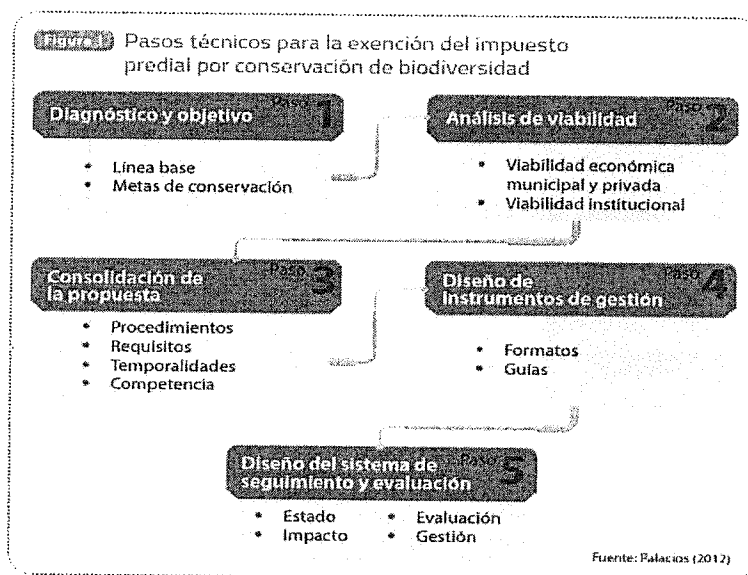 Figura 1 Pasos técnicos para la exención del impuesto
predial por conservación de biodiversidad
Diagnóstico y objetivo Paso 1
• Línea base
• Metas de conservación
Análisis de viabilidad Paso 2
• Viabilidad económica
municipal y privada
• Viabilidad institucional
Consolidación de
la propuesta Paso 3
• Procedimientos
• Requisitos
• Temporalidades
• Competencia
Diseño de
instrumentos de gestión Paso 4
• Formatos
• Guías
Diseño del sistema de
seguimiento y evaluación Paso 5
• Estado
• Impacto
• Evaluación
• Gestión
Fuente: Palacios (2012)